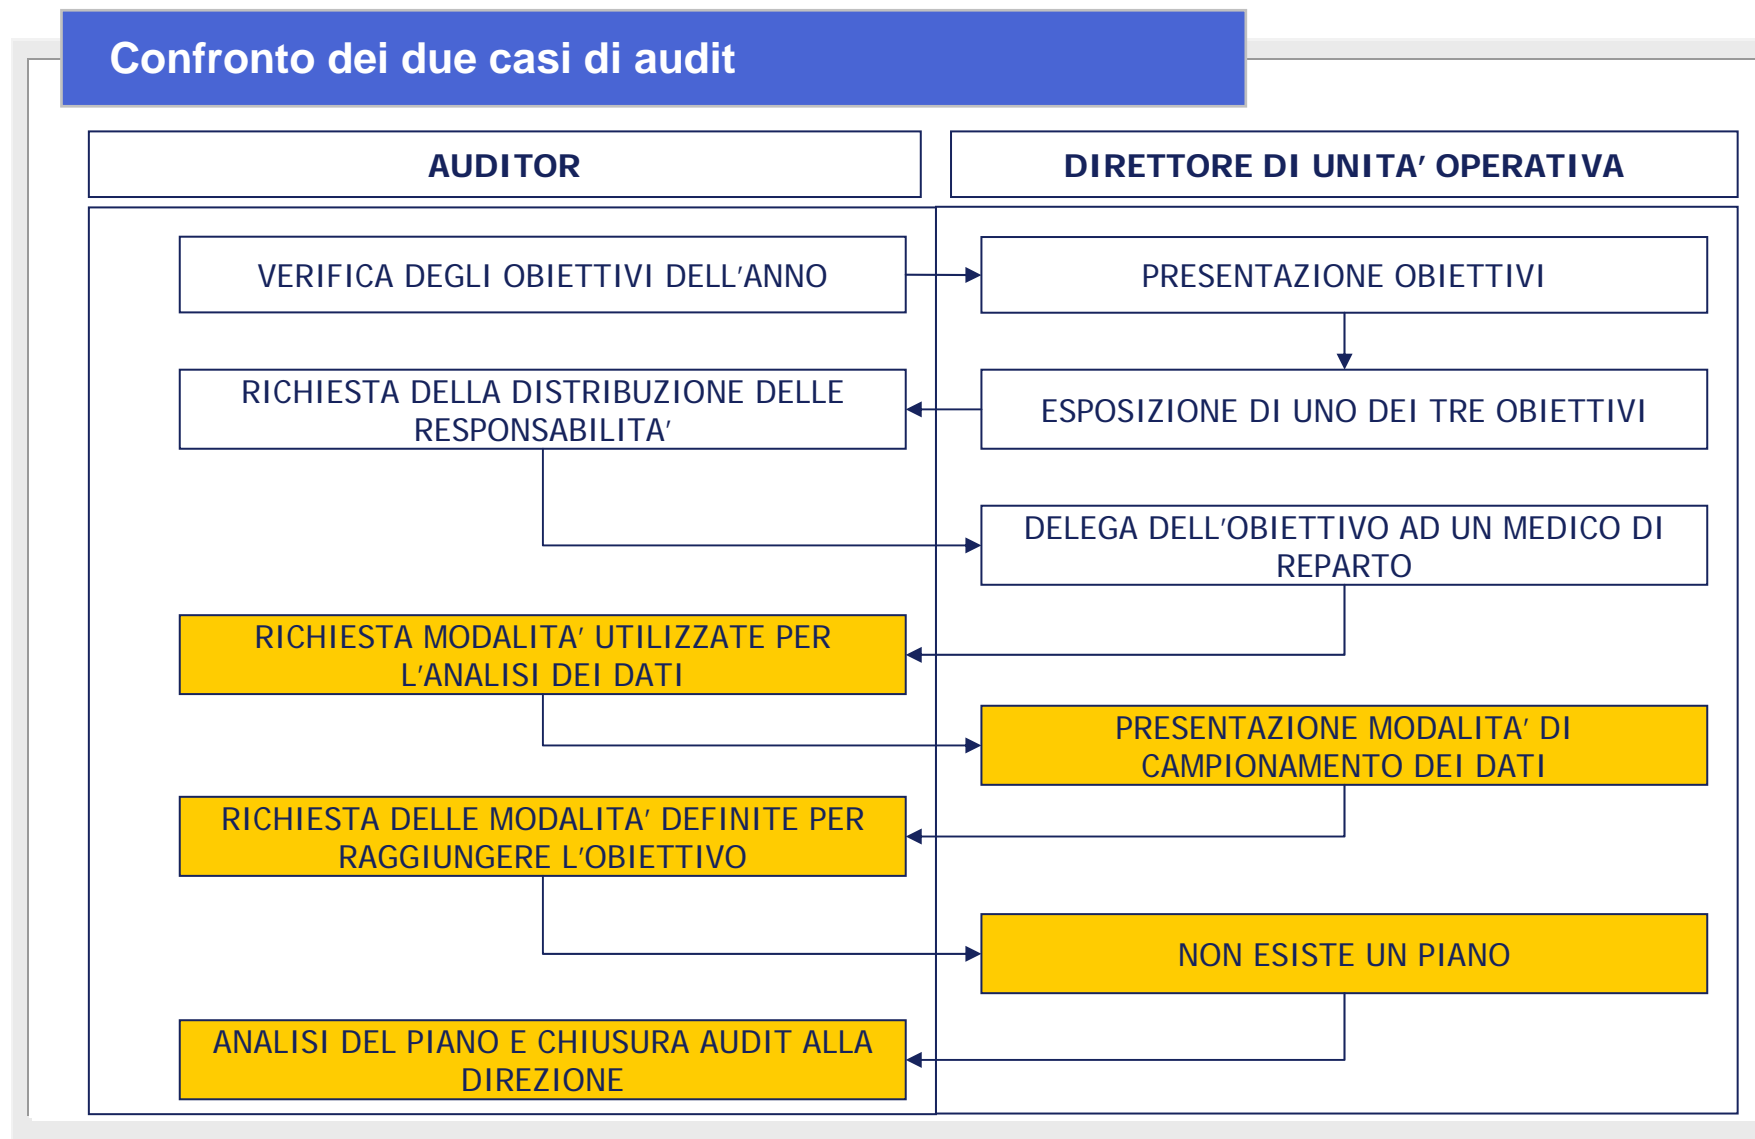 Confronto dei due casi di audit
AUDITOR
DIRETTORE DI UNITA’ OPERATIVA
VERIFICA DEGLI OBIETTIVI DELL’ANNO
PRESENTAZIONE OBIETTIVI
RICHIESTA DELLA DISTRIBUZIONE DELLE
RESPONSABILITA’
ESPOSIZIONE DI UNO DEI TRE OBIETTIVI
DELEGA DELL’OBIETTIVO AD UN MEDICO DI
REPARTO
RICHIESTA MODALITA’ UTILIZZATE PER
L’ANALISI DEI DATI
PRESENTAZIONE MODALITA’ DI
CAMPIONAMENTO DEI DATI
RICHIESTA DELLE MODALITA’ DEFINITE PER
RAGGIUNGERE L’OBIETTIVO
NON ESISTE UN PIANO
ANALISI DEL PIANO E CHIUSURA AUDIT ALLA
DIREZIONE